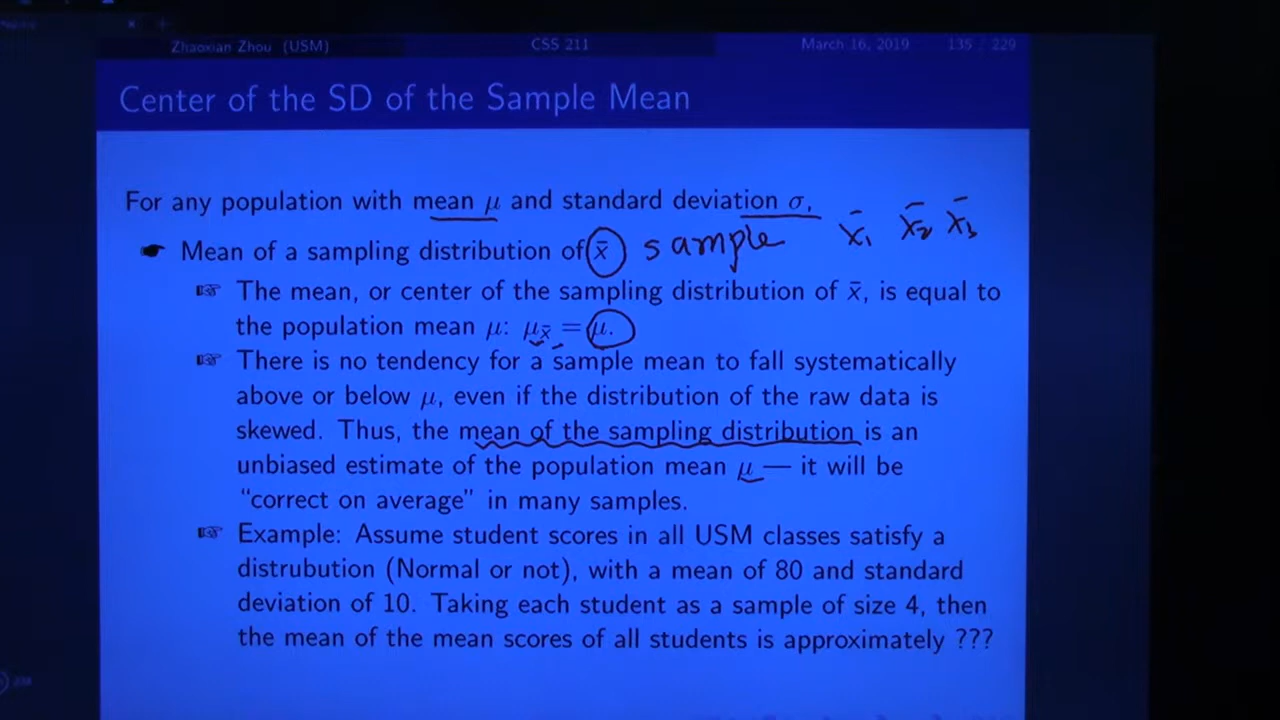 Zhaoxian Zhou (USM) CSS 211 March 16, 2019 135 / 229
Center of the SD of the Sample Mean
For any population with mean μ and standard deviation σ,
Mean of a sampling distribution of x̄ sample x̄₁ x̄₂ x̄₃
The mean, or center of the sampling distribution of x̄, is equal to
the population mean μ: μx̄ = μ.
There is no tendency for a sample mean to fall systematically
above or below μ, even if the distribution of the raw data is
skewed. Thus, the mean of the sampling distribution is an
unbiased estimate of the population mean μ — it will be
“correct on average” in many samples.
Example: Assume student scores in all USM classes satisfy a
distrubution (Normal or not), with a mean of 80 and standard
deviation of 10. Taking each student as a sample of size 4, then
the mean of the mean scores of all students is approximately ???